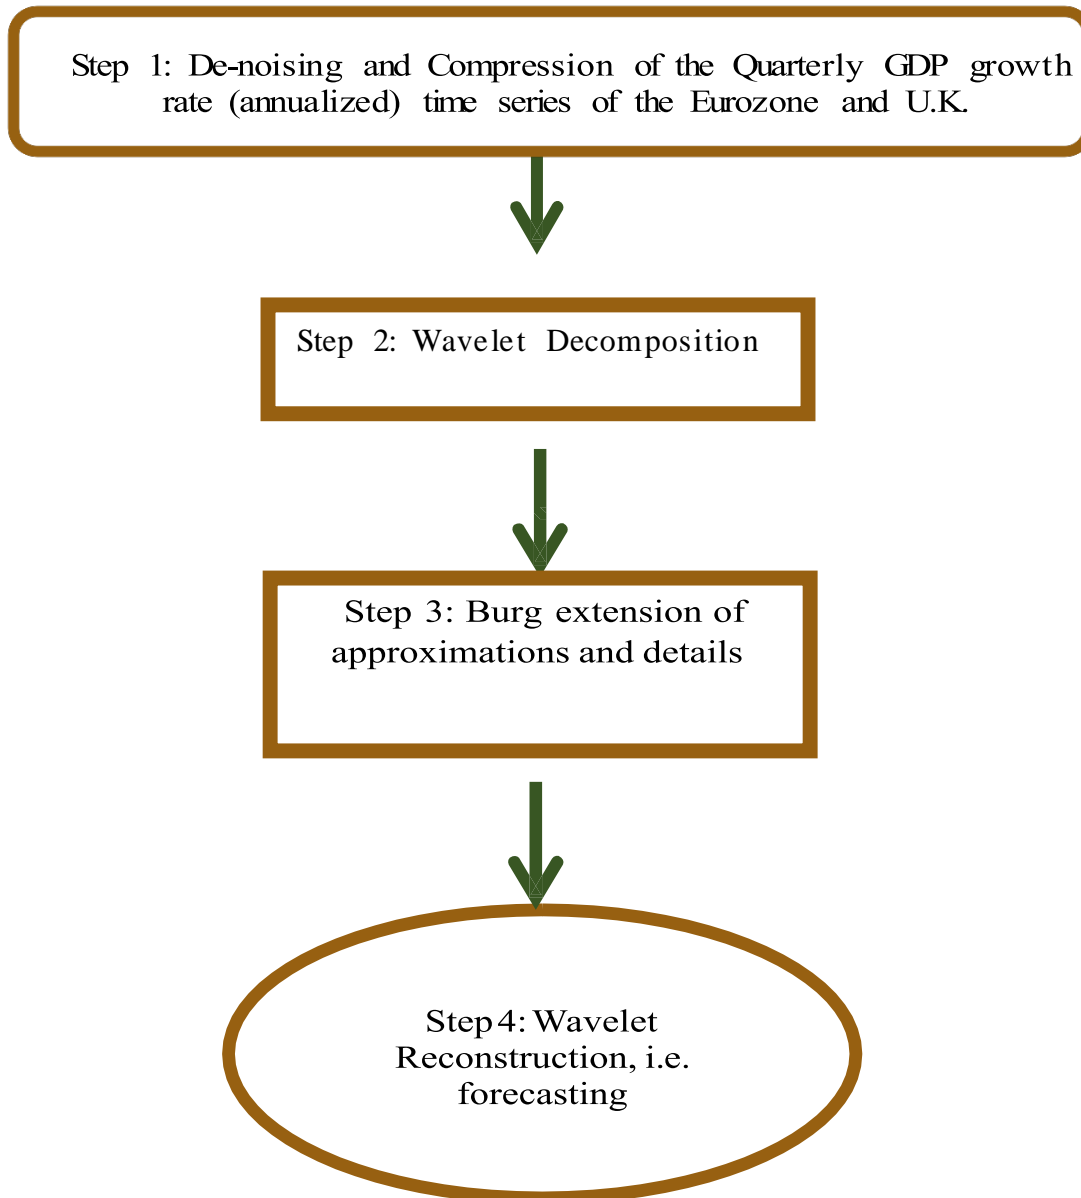 Step 1: De-noising and Compression of the Quarterly GDP growth
rate (annualized) time series of the Eurozone and U.K.
Step 2: Wavelet Decomposition
Step 3: Burg extension of
approximations and details
Step 4: Wavelet
Reconstruction, i.e.
forecasting